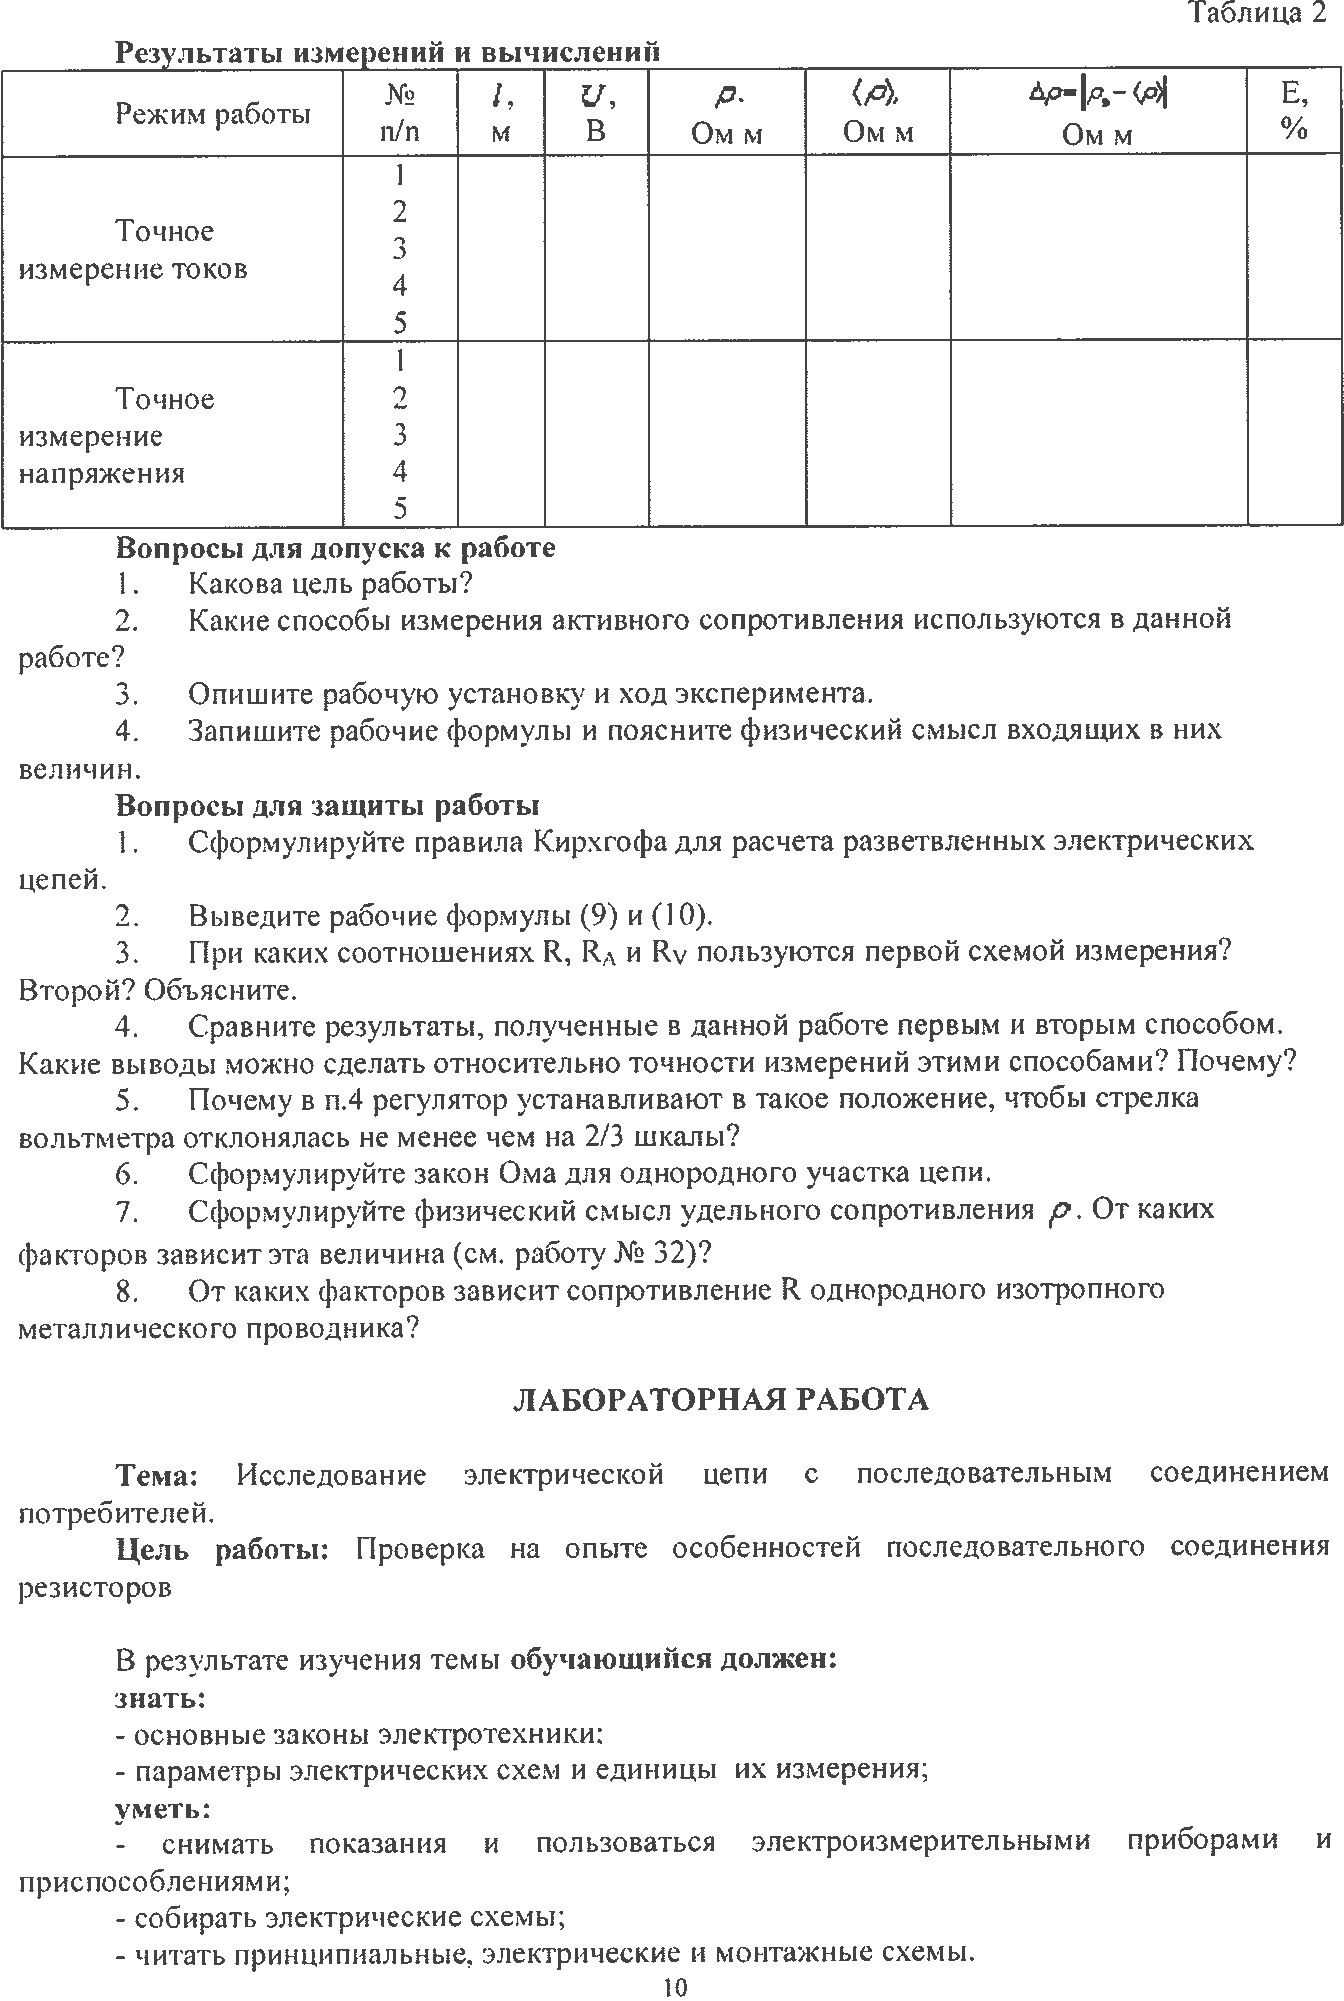 Таблица 2
Результаты измерений и вычислений
Режим работы № п/п l, м U, В ρ. Ом м ⟨ρ⟩, Ом м Δρ=|ρ₀-⟨ρ⟩| Ом м E, %
Точное измерение токов 1 2 3 4 5
Точное измерение напряжения 1 2 3 4 5
Вопросы для допуска к работе
1. Какова цель работы?
2. Какие способы измерения активного сопротивления используются в данной
работе?
3. Опишите рабочую установку и ход эксперимента.
4. Запишите рабочие формулы и поясните физический смысл входящих в них
величин.
Вопросы для защиты работы
1. Сформулируйте правила Кирхгофа для расчета разветвленных электрических
цепей.
2. Выведите рабочие формулы (9) и (10).
3. При каких соотношениях R, R_A и R_V пользуются первой схемой измерения?
Второй? Объясните.
4. Сравните результаты, полученные в данной работе первым и вторым способом.
Какие выводы можно сделать относительно точности измерений этими способами? Почему?
5. Почему в п.4 регулятор устанавливают в такое положение, чтобы стрелка
вольтметра отклонялась не менее чем на 2/3 шкалы?
6. Сформулируйте закон Ома для однородного участка цепи.
7. Сформулируйте физический смысл удельного сопротивления ρ. От каких
факторов зависит эта величина (см. работу № 32)?
8. От каких факторов зависит сопротивление R однородного изотропного
металлического проводника?
ЛАБОРАТОРНАЯ РАБОТА
Тема: Исследование электрической цепи с последовательным соединением
потребителей.
Цель работы: Проверка на опыте особенностей последовательного соединения
резисторов
В результате изучения темы обучающийся должен:
знать:
- основные законы электротехники;
- параметры электрических схем и единицы их измерения;
уметь:
- снимать показания и пользоваться электроизмерительными приборами и
приспособлениями;
- собирать электрические схемы;
- читать принципиальные, электрические и монтажные схемы.
10